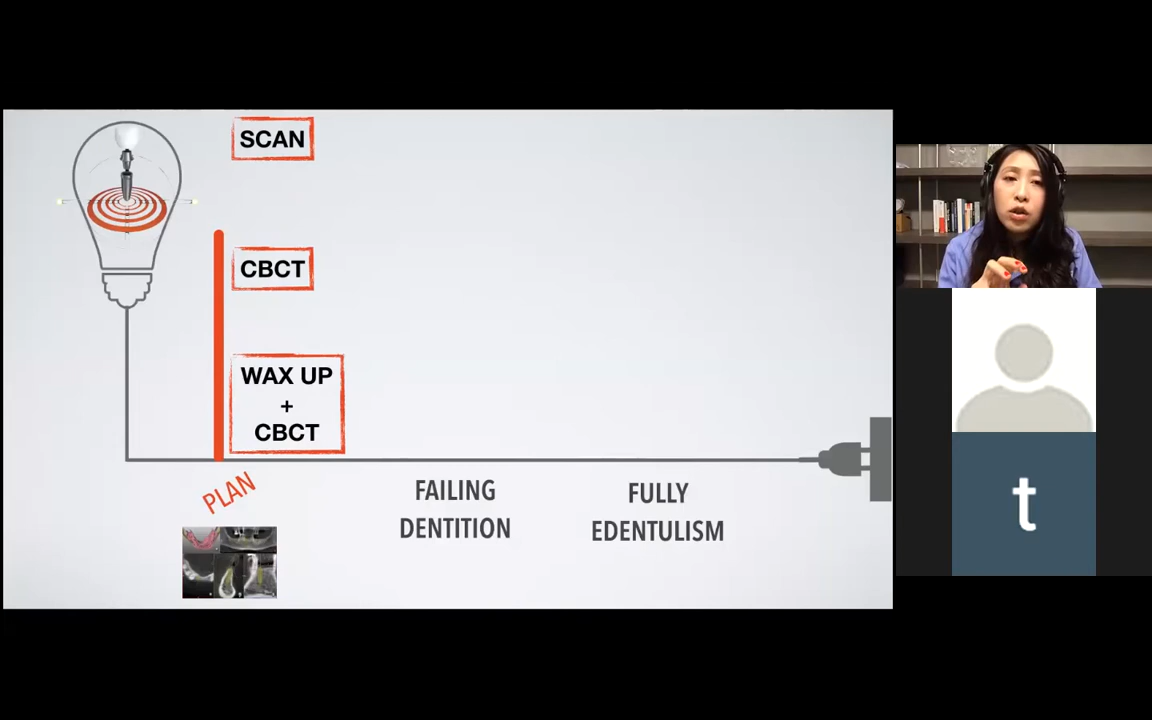 SCAN
CBCT
WAX UP
+
CBCT
PLAN
FAILING
DENTITION
FULLY
EDENTULISM
t